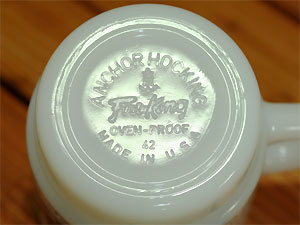 ANCHOR HOCKING
Fire-King
OVEN-PROOF
42
MADE IN U.S.A.